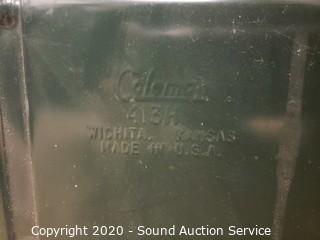 Coleman
413H
WICHITA, KANSAS
MADE IN U.S.A.
Copyright 2020 - Sound Auction Service